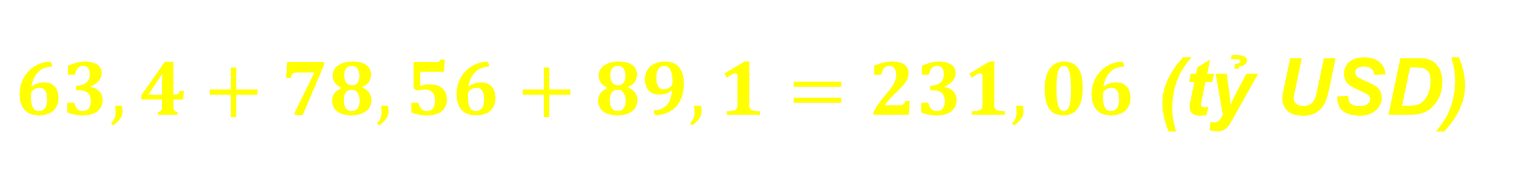 63,4 + 78,56 + 89,1 = 231,06 (tỷ USD)